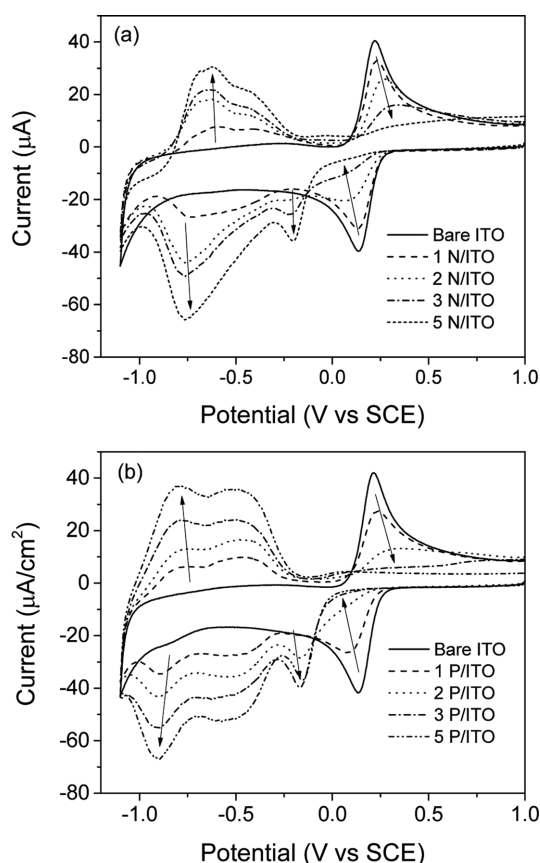 (a)
40
20
0
-20
-40
-60
-80
Current (μA)
Bare ITO
1 N/ITO
2 N/ITO
3 N/ITO
5 N/ITO
-1.0 -0.5 0.0 0.5 1.0
Potential (V vs SCE)
(b)
40
20
0
-20
-40
-60
-80
Current (μA/cm²)
Bare ITO
1 P/ITO
2 P/ITO
3 P/ITO
5 P/ITO
-1.0 -0.5 0.0 0.5 1.0
Potential (V vs SCE)